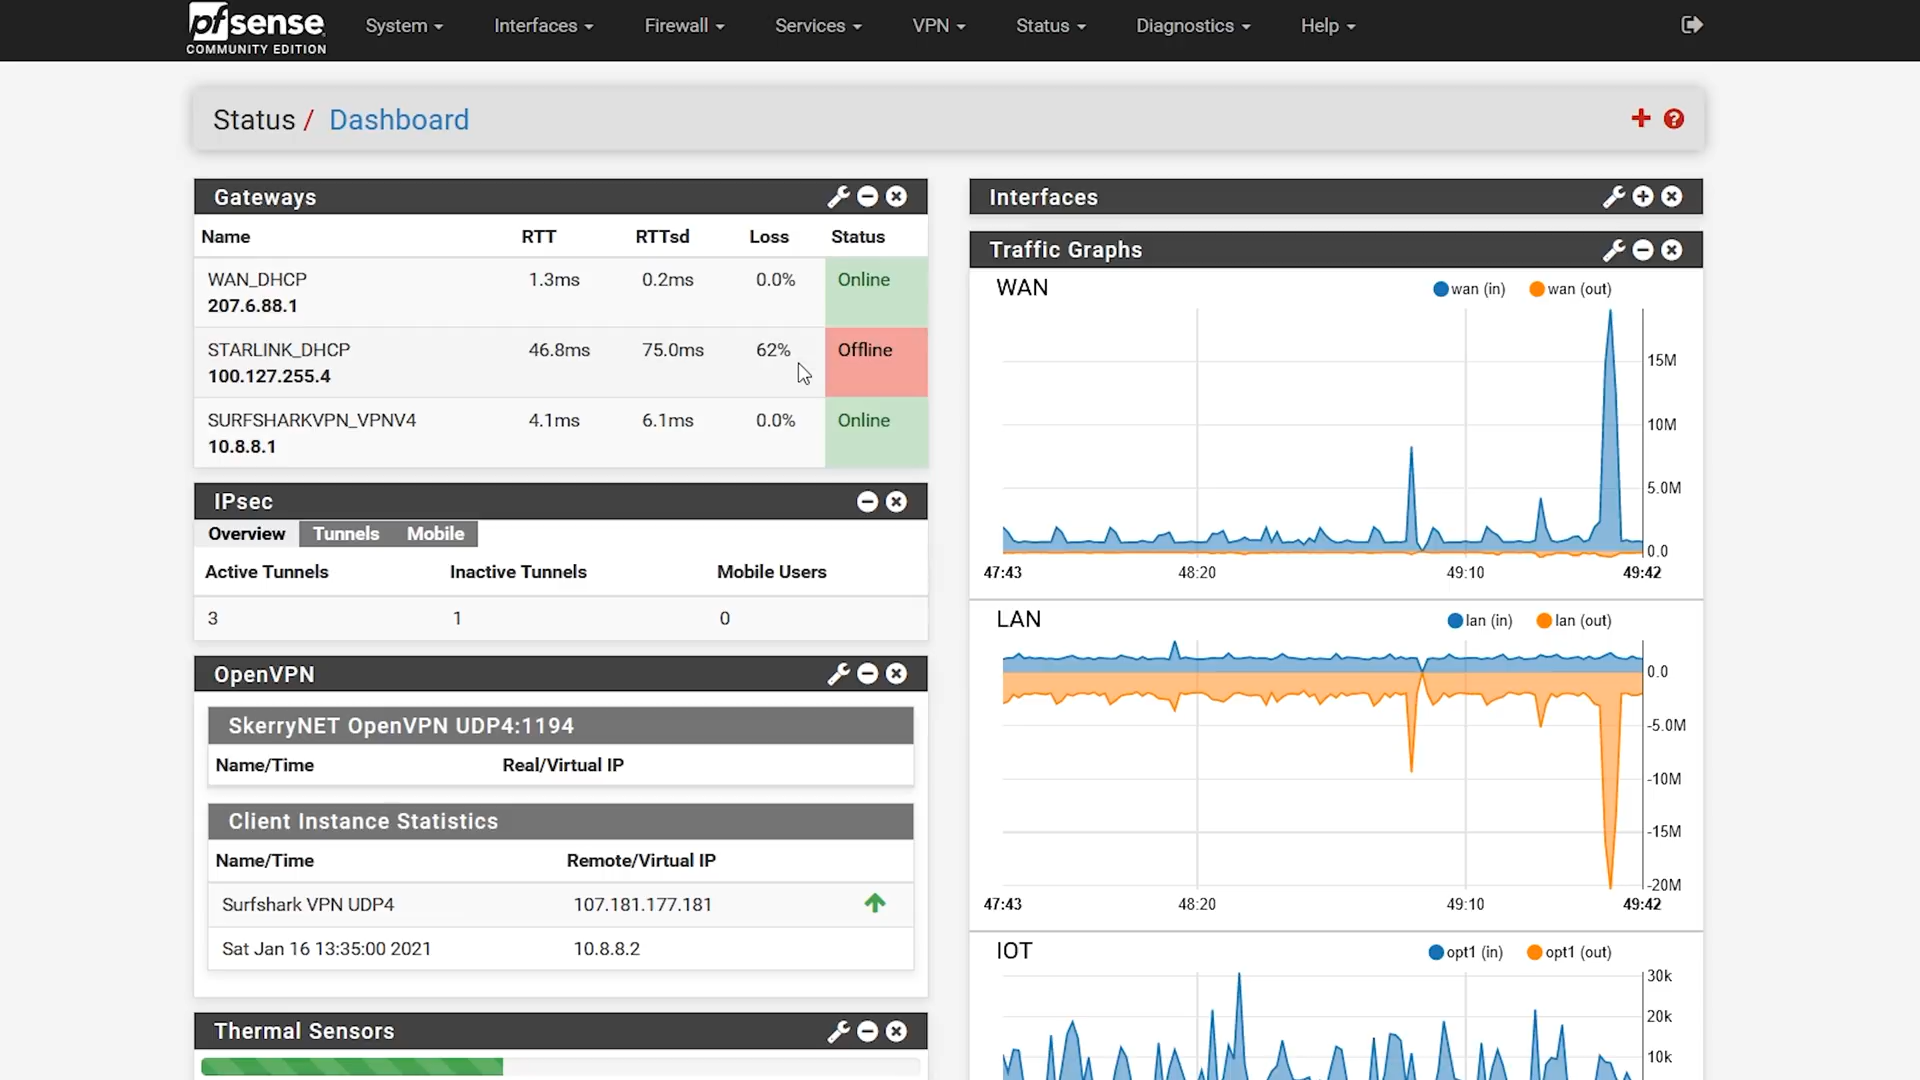 pfsense
COMMUNITY EDITION
System
Interfaces
Firewall
Services
VPN
Status
Diagnostics
Help
Status / Dashboard
Gateways
Name RTT RTTsd Loss Status
WAN_DHCP 1.3ms 0.2ms 0.0% Online
207.6.88.1
STARLINK_DHCP 46.8ms 75.0ms 62% Offline
100.127.255.4
SURFSHARKVPN_VPNV4 4.1ms 6.1ms 0.0% Online
10.8.8.1
IPsec
Overview Tunnels Mobile
Active Tunnels Inactive Tunnels Mobile Users
3 1 0
OpenVPN
SkerryNET OpenVPN UDP4:1194
Name/Time Real/Virtual IP
Client Instance Statistics
Name/Time Remote/Virtual IP
Surfshark VPN UDP4 107.181.177.181
Sat Jan 16 13:35:00 2021 10.8.8.2
Thermal Sensors
Interfaces
Traffic Graphs
WAN wan (in) wan (out)
15M
10M
5.0M
0.0
47:43 48:20 49:10 49:42
LAN lan (in) lan (out)
0.0
-5.0M
-10M
-15M
-20M
47:43 48:20 49:10 49:42
IOT opt1 (in) opt1 (out)
30k
20k
10k